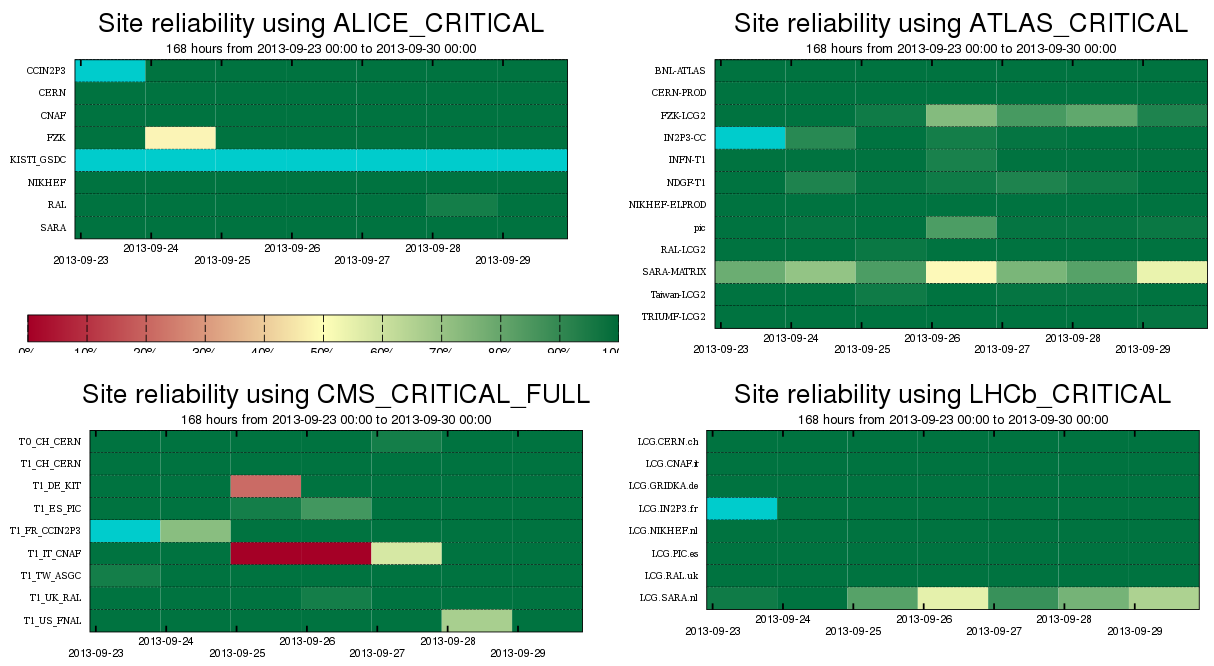 Site reliability using ALICE_CRITICAL
168 hours from 2013-09-23 00:00 to 2013-09-30 00:00
CCIN2P3
CERN
CNAF
FZK
KISTI_GSDC
NIKHEF
RAL
SARA
2013-09-24 2013-09-26 2013-09-28
2013-09-23 2013-09-25 2013-09-27 2013-09-29
0% 10% 20% 30% 40% 50% 60% 70% 80% 90%
Site reliability using ATLAS_CRITICAL
168 hours from 2013-09-23 00:00 to 2013-09-30 00:00
BNL-ATLAS
CERN-PROD
FZK-LCG2
IN2P3-CC
INFN-T1
NDGF-T1
NIKHEF-ELPROD
pic
RAL-LCG2
SARA-MATRIX
Taiwan-LCG2
TRIUMF-LCG2
2013-09-24 2013-09-26 2013-09-28
2013-09-23 2013-09-25 2013-09-27 2013-09-29
Site reliability using CMS_CRITICAL_FULL
168 hours from 2013-09-23 00:00 to 2013-09-30 00:00
T0_CH_CERN
T1_CH_CERN
T1_DE_KIT
T1_ES_PIC
T1_FR_CCIN2P3
T1_IT_CNAF
T1_TW_ASGC
T1_UK_RAL
T1_US_FNAL
2013-09-24 2013-09-26 2013-09-28
2013-09-23 2013-09-25 2013-09-27 2013-09-29
Site reliability using LHCb_CRITICAL
168 hours from 2013-09-23 00:00 to 2013-09-30 00:00
LCG.CERN.ch
LCG.CNAF.it
LCG.GRIDKA.de
LCG.IN2P3.fr
LCG.NIKHEF.nl
LCG.PIC.es
LCG.RAL.uk
LCG.SARA.nl
2013-09-24 2013-09-26 2013-09-28
2013-09-23 2013-09-25 2013-09-27 2013-09-29